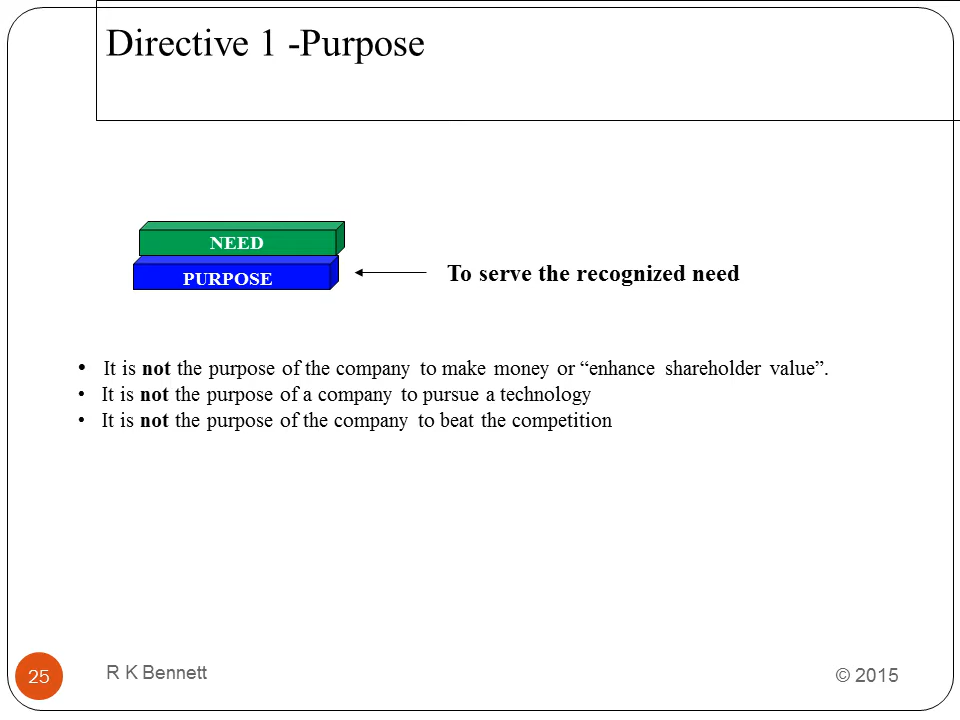 Directive 1 -Purpose
NEED
PURPOSE
To serve the recognized need
• It is not the purpose of the company to make money or “enhance shareholder value”.
• It is not the purpose of a company to pursue a technology
• It is not the purpose of the company to beat the competition
25
R K Bennett
© 2015